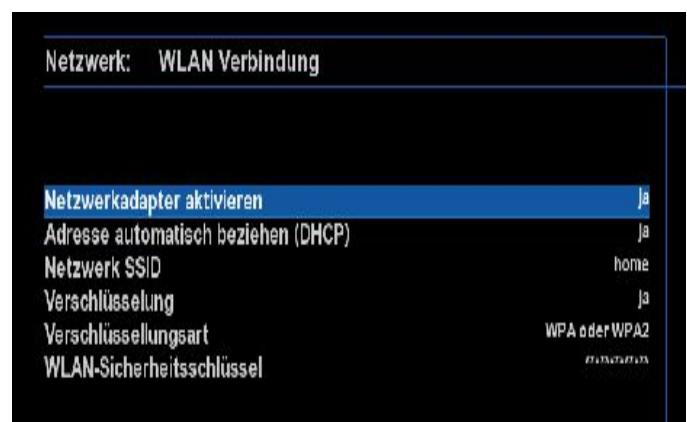 Netzwerk: WLAN Verbindung
Netzwerkadapter aktivieren ja
Adresse automatisch beziehen (DHCP) ja
Netzwerk SSID home
Verschlüsselung ja
Verschlüssellungsart WPA oder WPA2
WLAN-Sicherheitsschlüssel